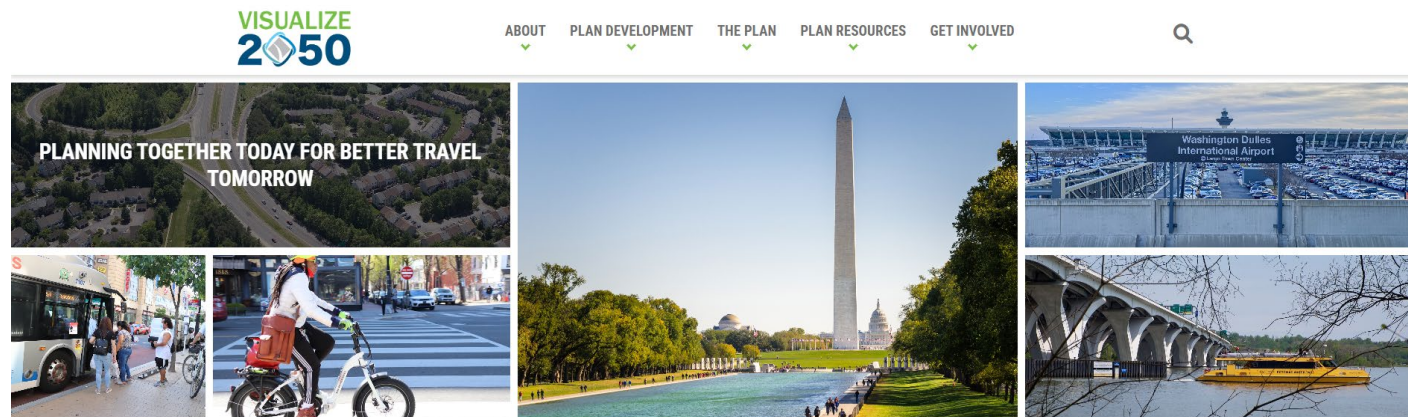 VISUALIZE
2050
ABOUT
PLAN DEVELOPMENT
THE PLAN
PLAN RESOURCES
GET INVOLVED
PLANNING TOGETHER TODAY FOR BETTER TRAVEL
TOMORROW
Washington Dulles
International Airport
S